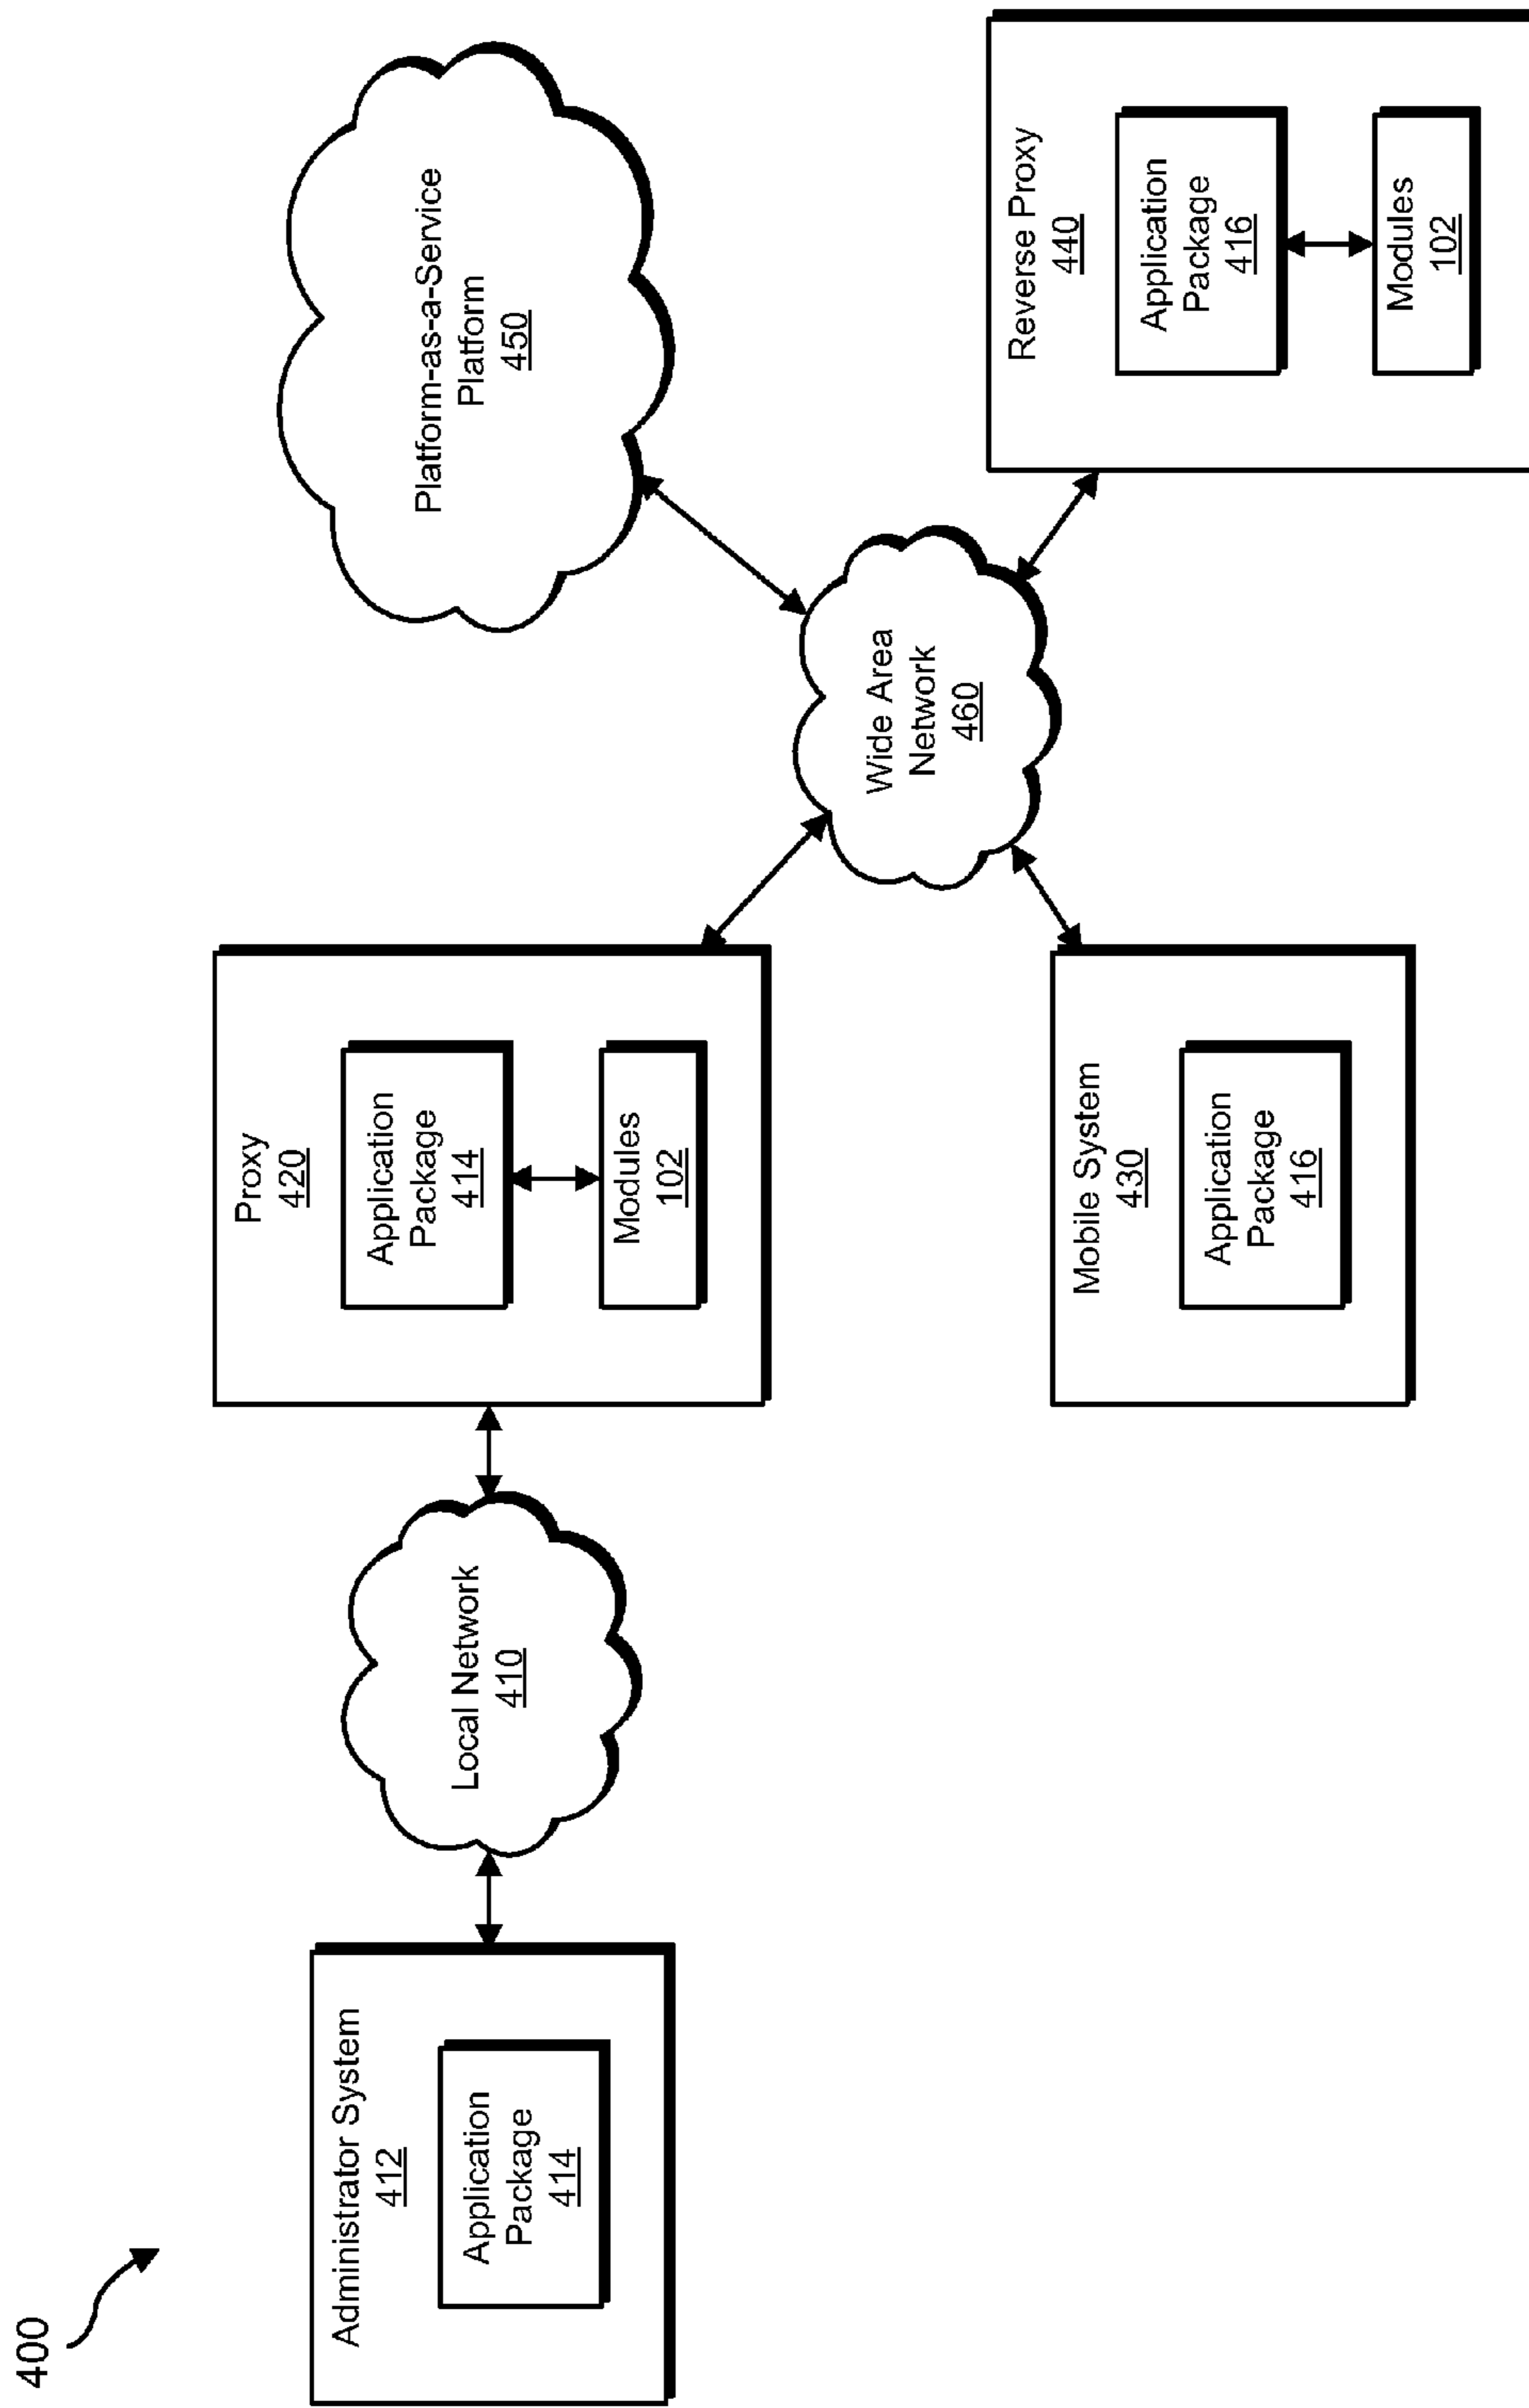 400
Administrator System
412
Application
Package
414
Local Network
410
Proxy
420
Application
Package
414
Modules
102
Platform-as-a-Service
Platform
450
Wide Area
Network
460
Mobile System
430
Application
Package
416
Reverse Proxy
440
Application
Package
416
Modules
102